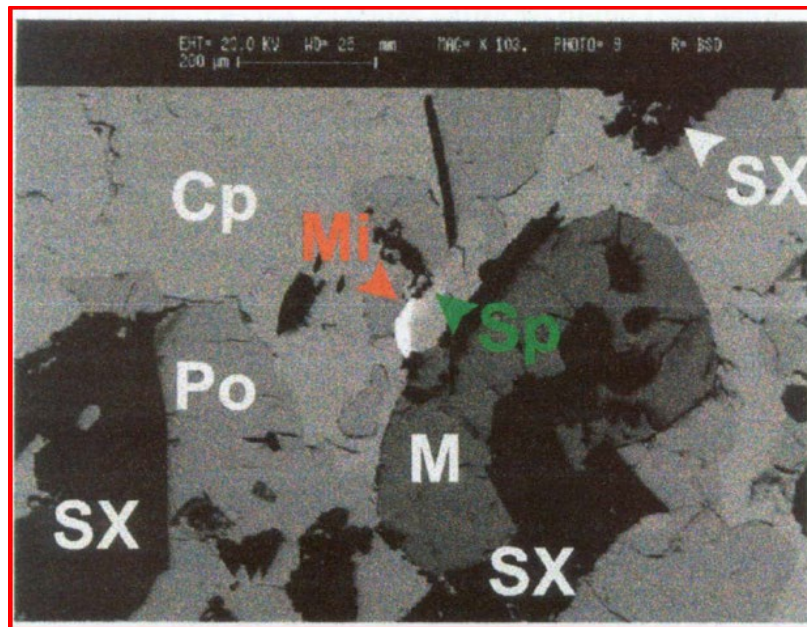 EHT= 20.0 KV WD= 26 mm MAG= X 103. PHOTO= 9 R= BSD
200 µm
SX
Cp
Mi
Sp
Po
M
SX
SX